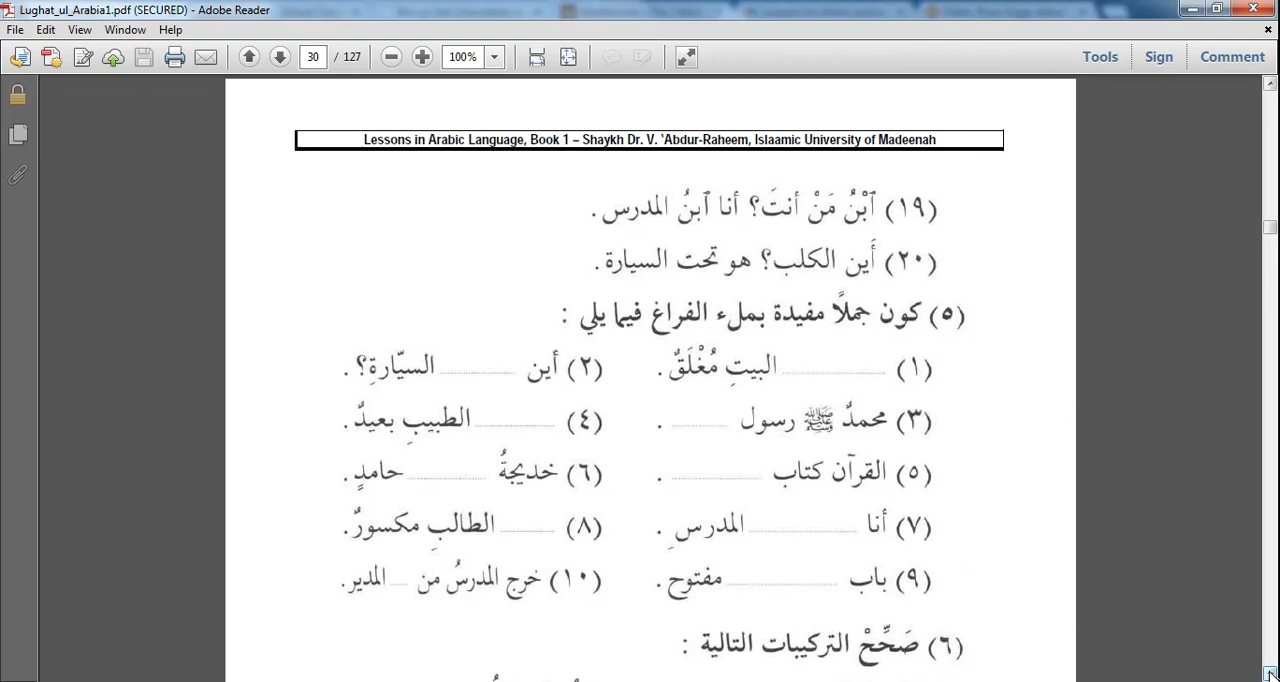 Lughat_ul_Arabia1.pdf (SECURED) - Adobe Reader
File Edit View Window Help
30 / 127 100% Tools Sign Comment
Lessons in Arabic Language, Book 1 – Shaykh Dr. V. 'Abdur-Raheem, Islaamic University of Madeenah
(١٩) ٱبْنُ مَنْ أنتَ؟ أنا ٱبنُ المدرس .
(٢٠) أَين الكلب؟ هو تحت السيارة .
(٥) كون جملاً مفيدة بملء الفراغ فيما يلي :
(١) ............ البيتِ مُغْلَقٌ . (٢) أين ............ السيّارةِ؟ .
(٣) محمدٌ ﷺ رسول ............ . (٤) ............ الطبيبِ بعيدٌ .
(٥) القرآن كتاب ............ . (٦) خديجةُ ............ حامدٍ .
(٧) أنا ............ المدرسِ . (٨) ............ الطالبِ مكسورٌ .
(٩) باب ............ مفتوح . (١٠) خرج المدرسُ من ..... المدير.
(٦) صَحِّحْ التركيبات التالية :